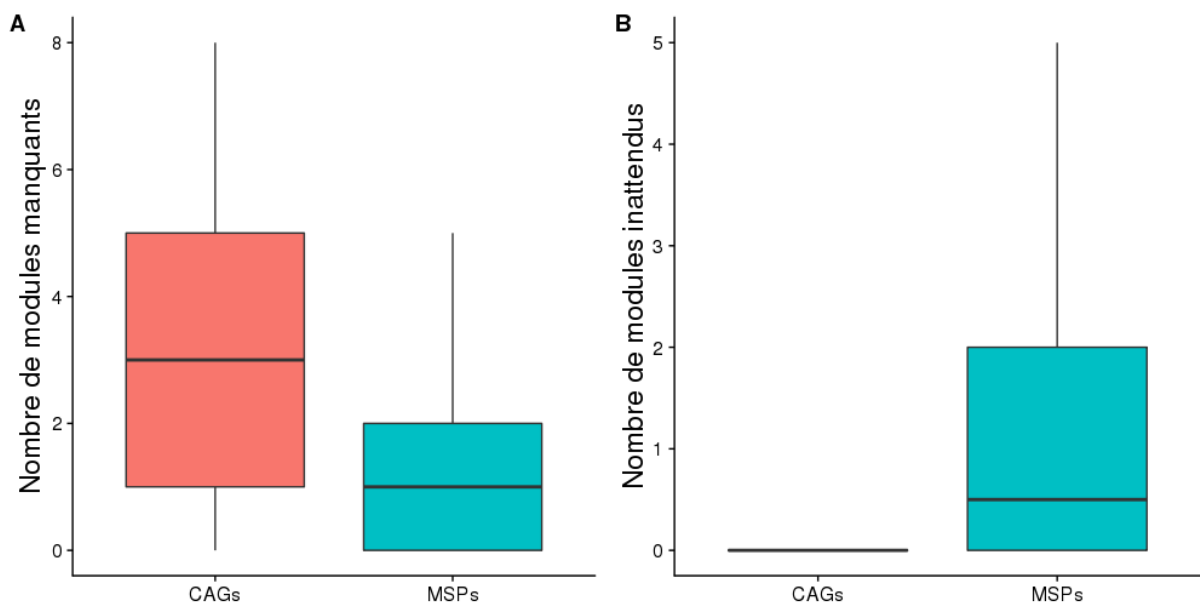 A
Nombre de modules manquants
8
6
4
2
0
CAGs
MSPs
B
Nombre de modules inattendus
5
4
3
2
1
0
CAGs
MSPs